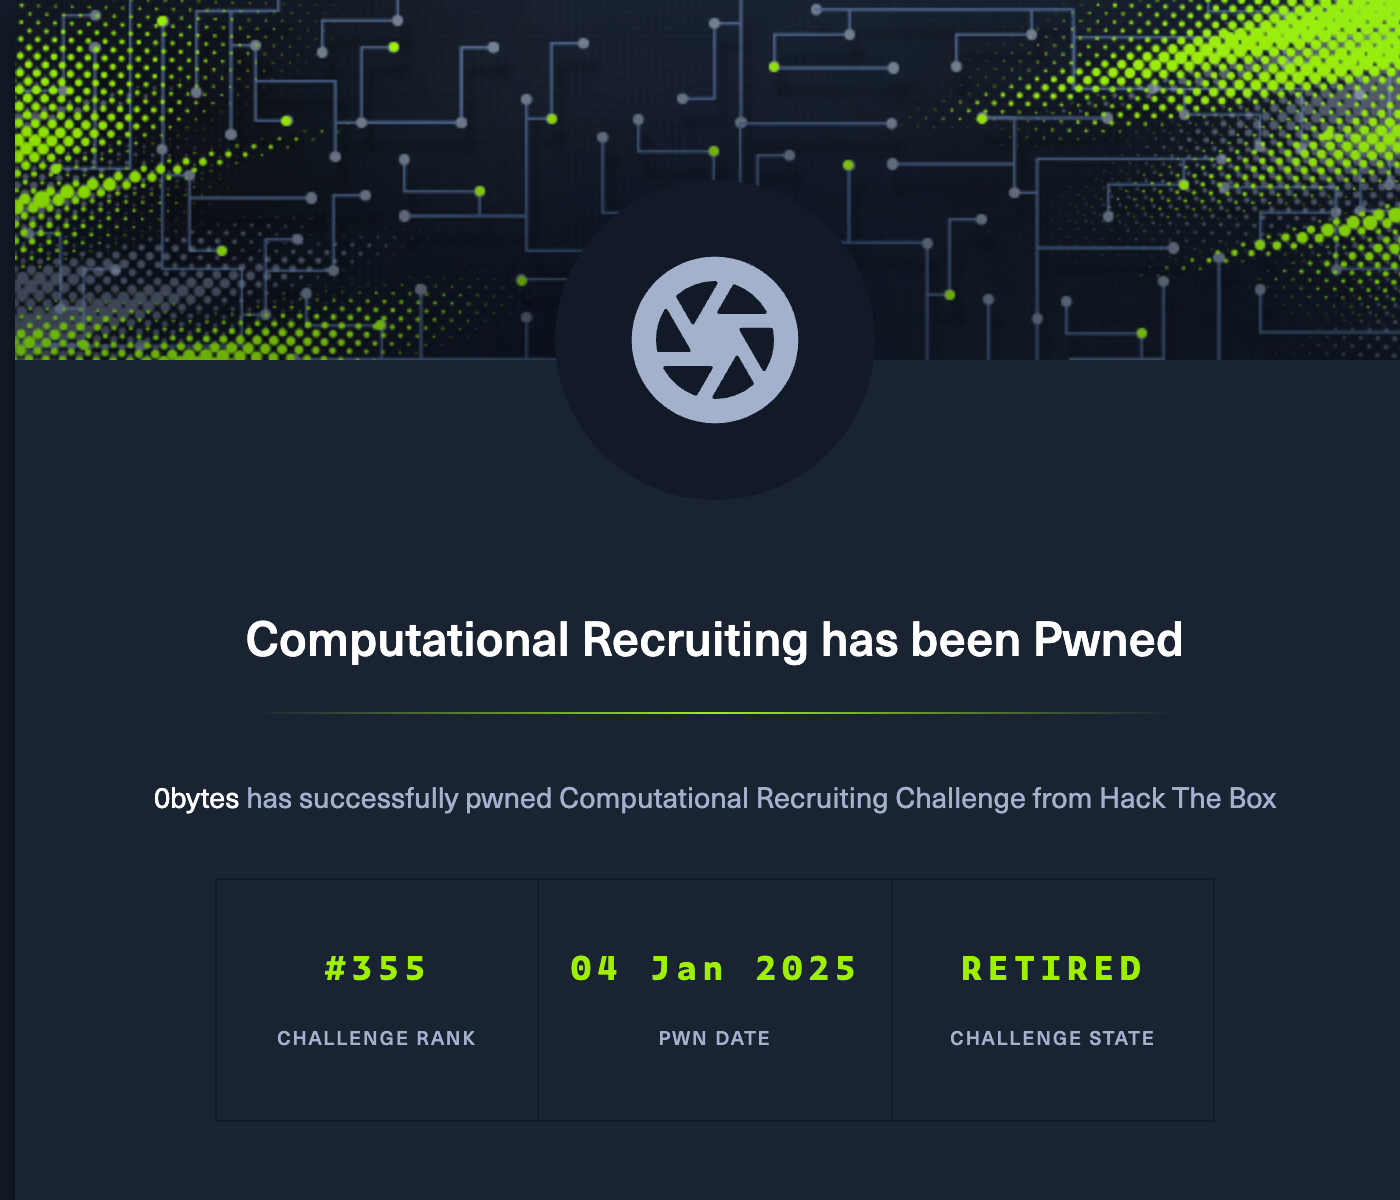 Computational Recruiting has been Pwned
0bytes has successfully pwned Computational Recruiting Challenge from Hack The Box
#355
CHALLENGE RANK
04 Jan 2025
PWN DATE
RETIRED
CHALLENGE STATE